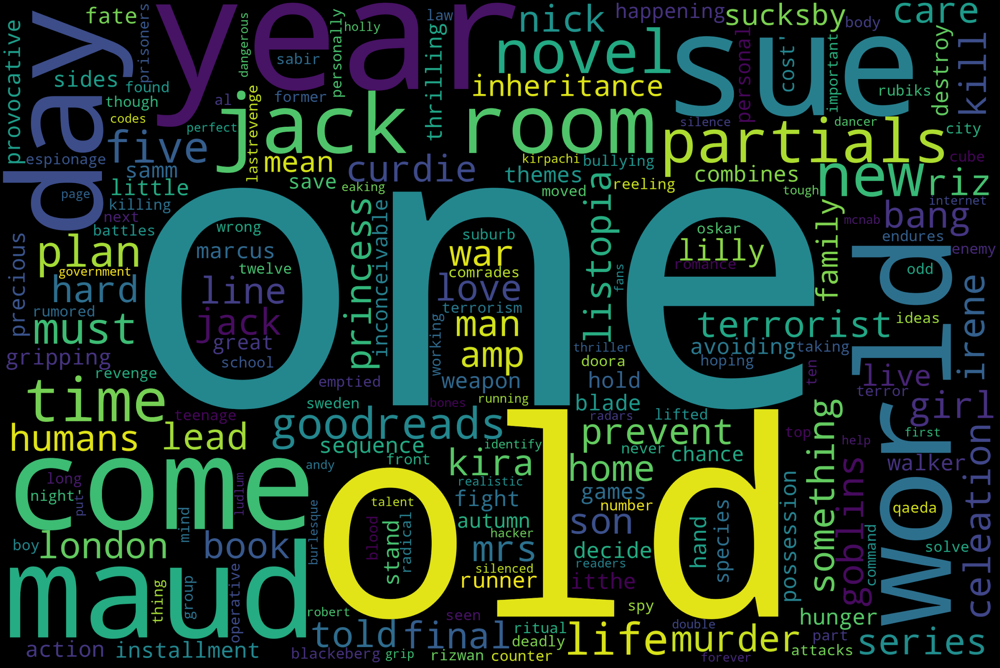 one
old
year
sue
day
world
come
maud
jack
room
novel
nick
inheritance
partials
new
riz
sucksby
care
kill
destroy
happening
body
personal
cost'
important
rubiks
city
cube
law
holly
fate
prisoners
provocative
sides
found
though
codes
dangerous
personally
sabir
former
al
perfect
lastrevenge
thrilling
five
espionage
samm
little
killing
next
battles
page
mean
save
curdie
eaking
kirpachi
bullying
themes
moved
reeling
silence
dancer
combines
tough
internet
bang
mcnab
endures
enemy
odd
family
listopia
princess
inconceivable
precious
plan
government
hard
rumored
must
gripping
revenge
time
wrong
marcus
twelve
line
jack
great
school
suburb
war
comrades
love
terrorism
man
amp
working
weapon
fans
oskar
lilly
romance
terrorist
avoiding
taking
hoping
thriller
doora
hold
blade
ideas
irene
live
terror
girl
ten
emptied
sweden
bones
running
radars
lifted
teenage
humans
lead
goodreads
sequence
front
identify
prevent
never
chance
top
help
first
walker
something
goblins
celeationl
kira
home
realistic
fight
games
number
autumn
son
hacker
mrs
decide
readers
silenced
runner
itthe
species
hand
possession
qaeda
solve
command
andy
long
night'
put
ludlum
mind
burlesque
boy
london
book
talent
blood
stand
radical
thing
group
operative
robert
told
final
seen
ritual
deadly
spy
double
life
murder
hunger
part
attacks
series
action
installment
blackeberg
grip
rizwan
counter
forever